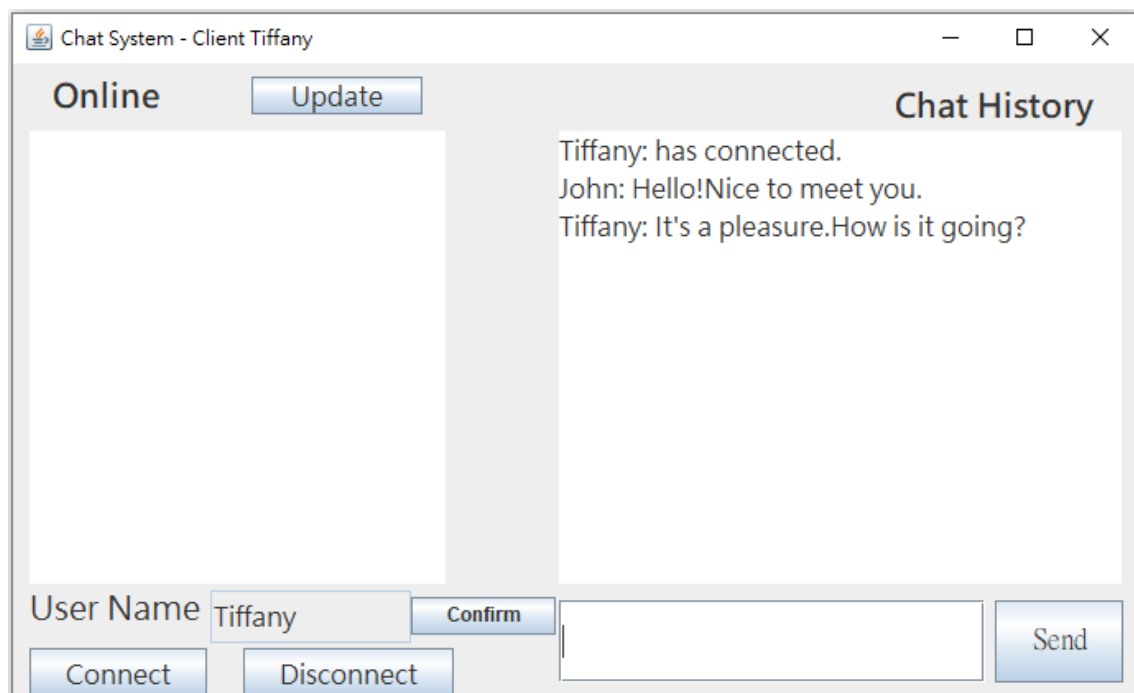 Chat System - Client Tiffany
Online
Update
Chat History
Tiffany: has connected.
John: Hello!Nice to meet you.
Tiffany: It's a pleasure.How is it going?
User Name
Tiffany
Confirm
Send
Connect
Disconnect